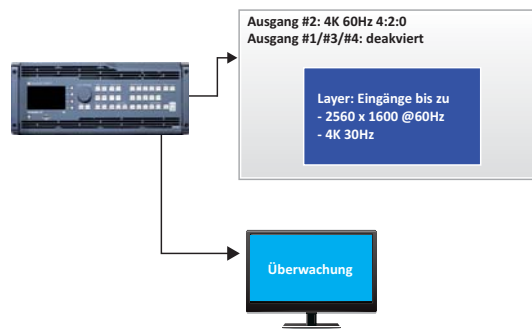 Ausgang #2: 4K 60Hz 4:2:0
Ausgang #1/#3/#4: deakviert
Layer: Eingänge bis zu
- 2560 x 1600 @60Hz
- 4K 30Hz
Überwachung